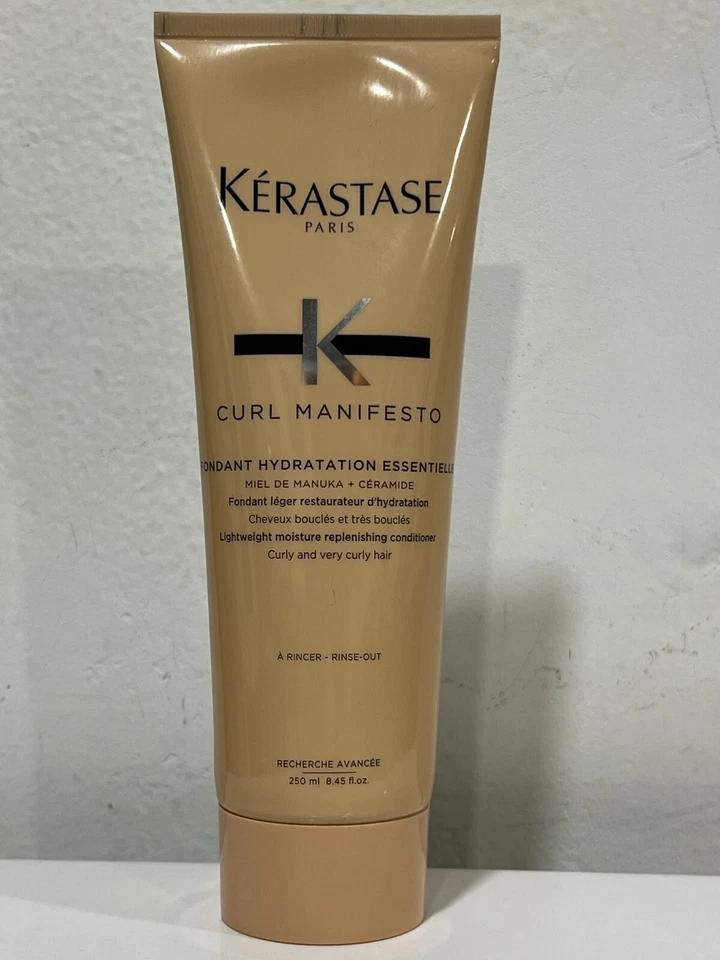 KÉRASTASE
PARIS
K
CURL MANIFESTO
FONDANT HYDRATATION ESSENTIELLE
MIEL DE MANUKA + CÉRAMIDE
Fondant léger restaurateur d'hydratation
Cheveux bouclés et très bouclés
Lightweight moisture replenishing conditioner
Curly and very curly hair
À RINCER - RINSE-OUT
RECHERCHE AVANCÉE
250 ml 8.45 fl.oz.